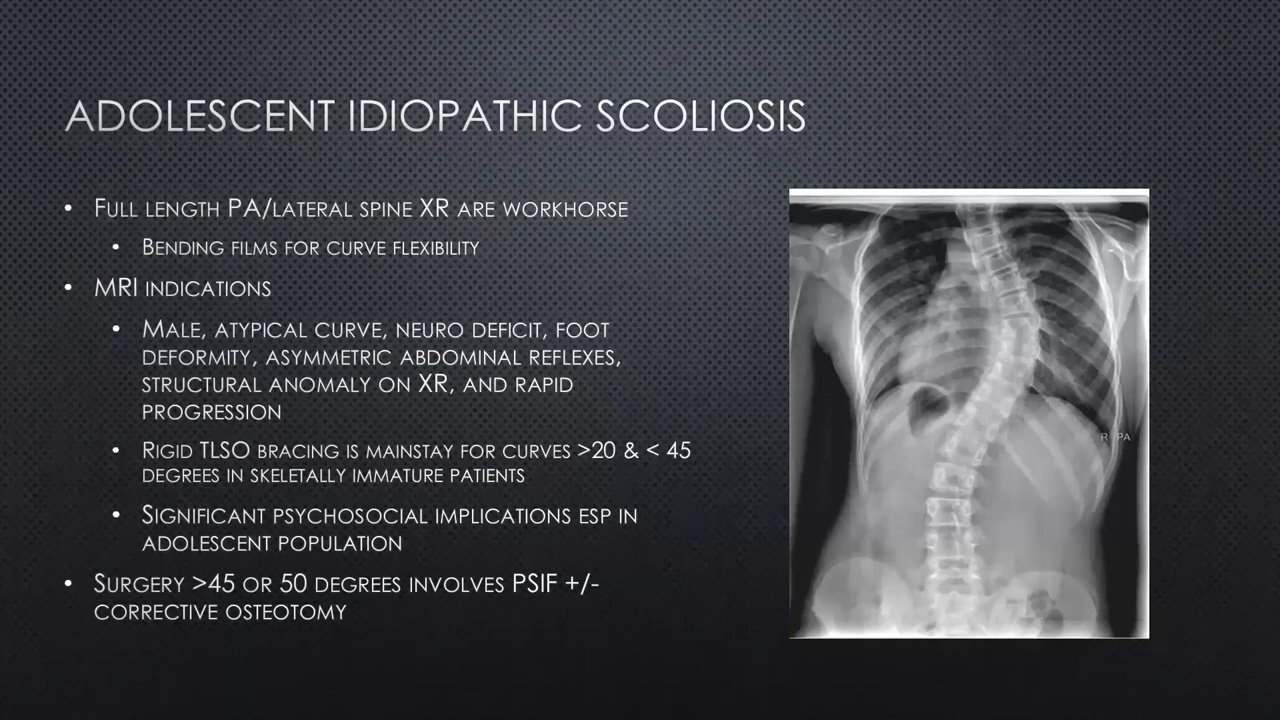 ADOLESCENT IDIOPATHIC SCOLIOSIS
• FULL LENGTH PA/LATERAL SPINE XR ARE WORKHORSE
• BENDING FILMS FOR CURVE FLEXIBILITY
• MRI INDICATIONS
• MALE, ATYPICAL CURVE, NEURO DEFICIT, FOOT
DEFORMITY, ASYMMETRIC ABDOMINAL REFLEXES,
STRUCTURAL ANOMALY ON XR, AND RAPID
PROGRESSION
• RIGID TLSO BRACING IS MAINSTAY FOR CURVES >20 & < 45
DEGREES IN SKELETALLY IMMATURE PATIENTS
• SIGNIFICANT PSYCHOSOCIAL IMPLICATIONS ESP IN
ADOLESCENT POPULATION
• SURGERY >45 OR 50 DEGREES INVOLVES PSIF +/-
CORRECTIVE OSTEOTOMY
R PA